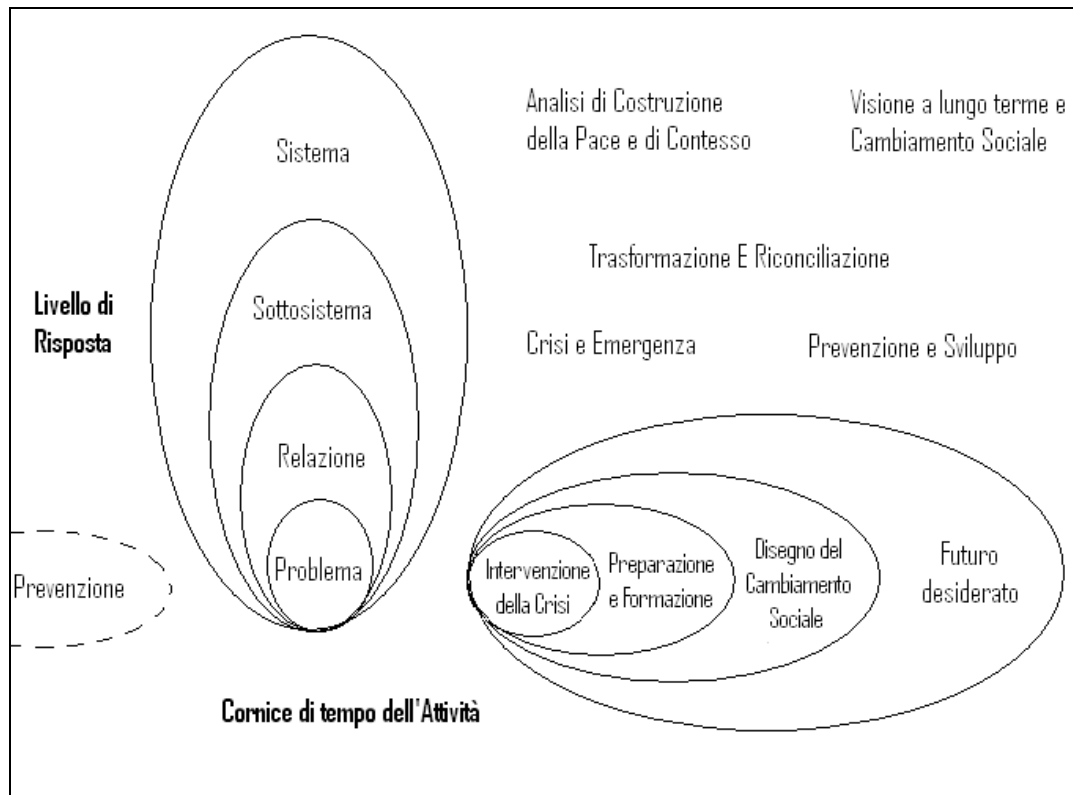 Analisi di Costruzione
della Pace e di Contesso
Visione a lungo terme e
Cambiamento Sociale
Sistema
Trasformazione E Riconciliazione
Livello di
Risposta
Sottosistema
Crisi e Emergenza
Prevenzione e Sviluppo
Relazione
Prevenzione
Problema
Intervenzione
della Crisi
Preparazione
e Formazione
Disegno del
Cambiamento
Sociale
Futuro
desiderato
Cornice di tempo dell'Attività